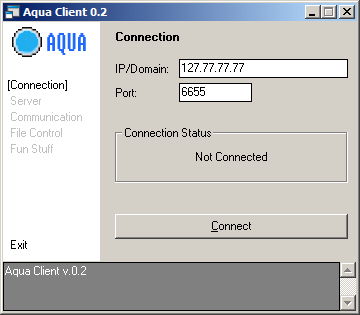 Aqua Client 0.2
AQUA
[Connection]
Server
Communication
File Control
Fun Stuff
Exit
Connection
IP/Domain: 127.77.77.77
Port: 6655
Connection Status
Not Connected
Connect
Aqua Client v.0.2